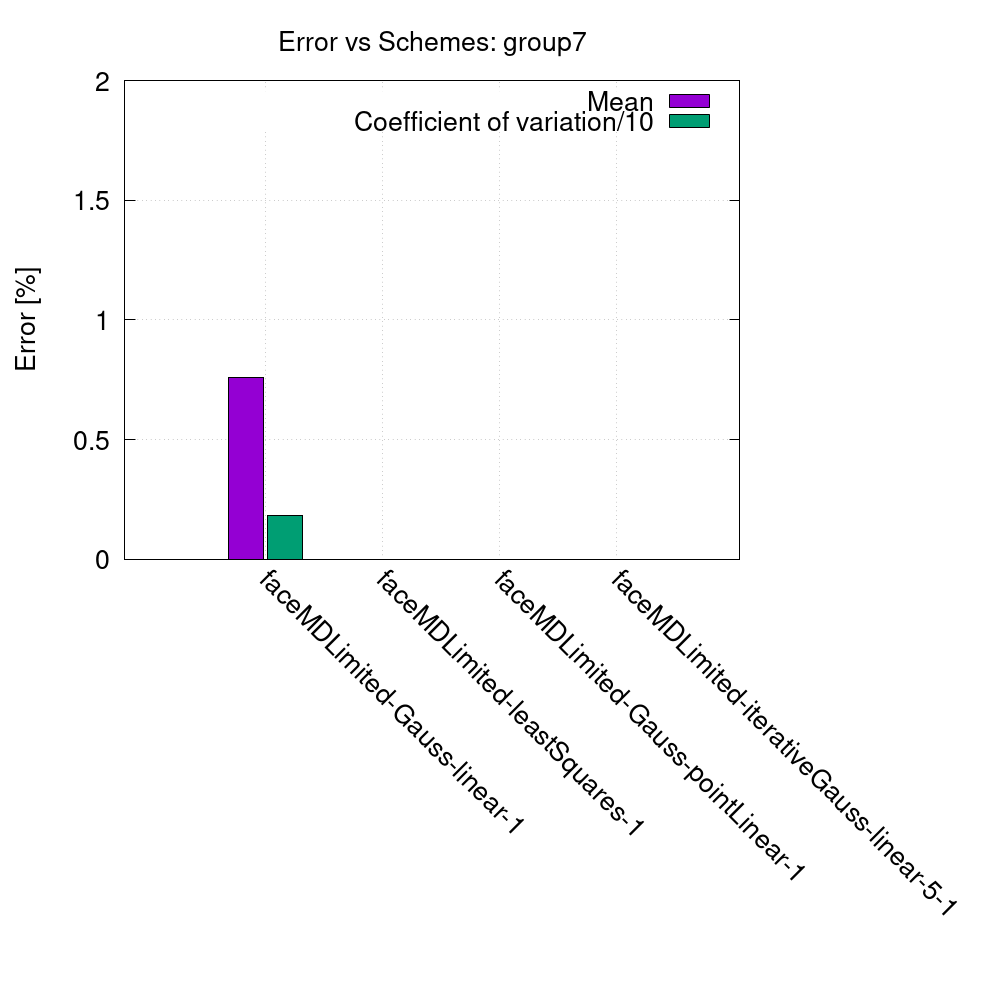 Error vs Schemes: group7
Mean
Coefficient of variation/10
2
1.5
1
0.5
0
Error [%]
faceMDLimited-Gauss-linear-1
faceMDLimited-leastSquares-1
faceMDLimited-Gauss-pointLinear-1
faceMDLimited-iterativeGauss-linear-5-1